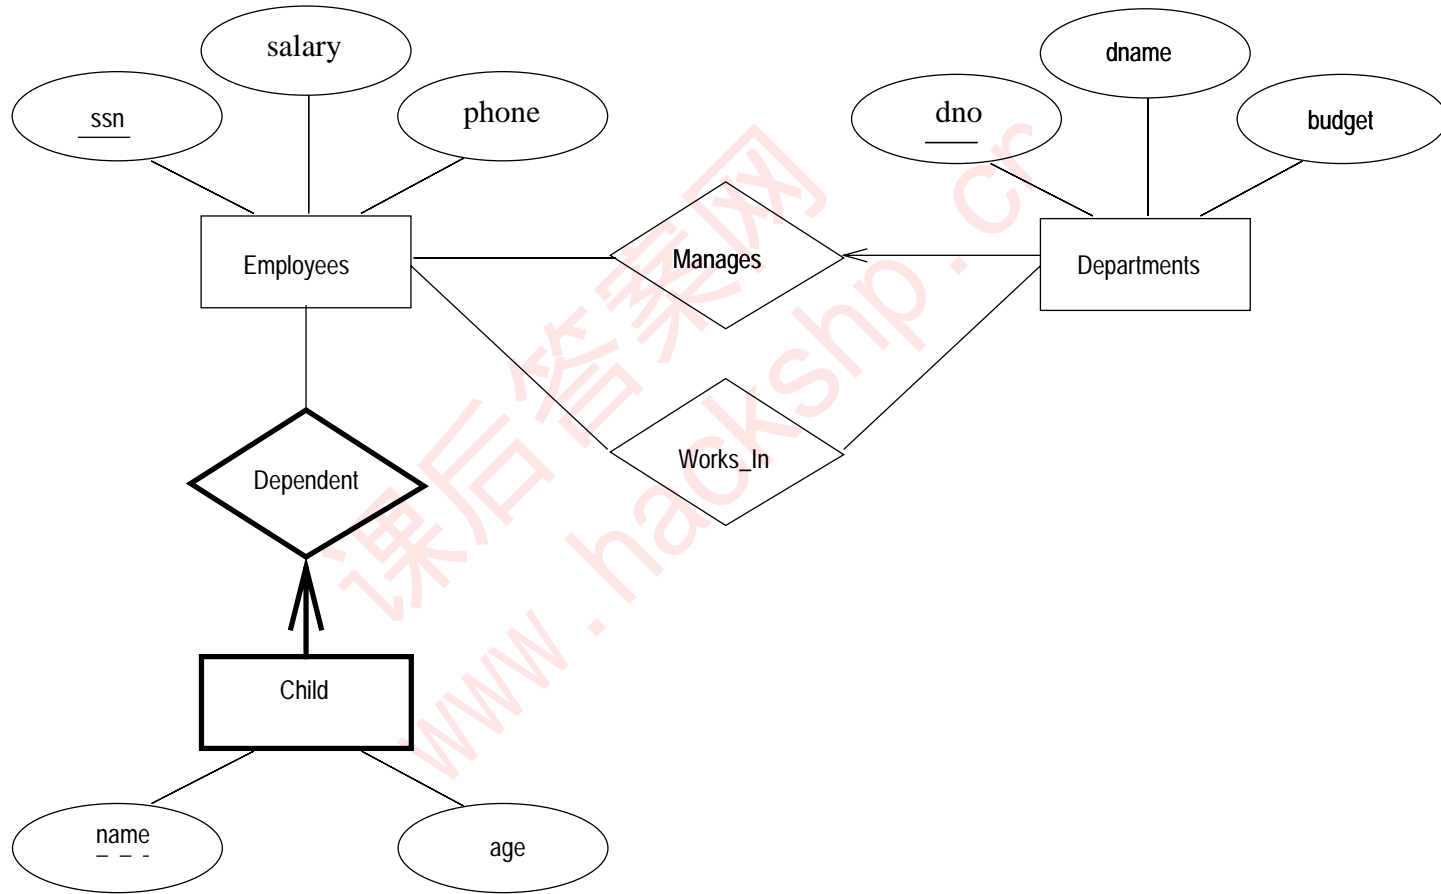 salary
dname
ssn
phone
dno
budget
Employees
Manages
Departments
Works_In
Dependent
Child
name
age
课后答案网
www.hackshp.cr